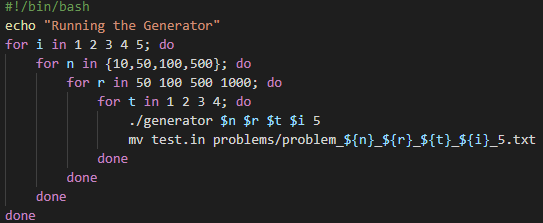 #!/bin/bash
echo "Running the Generator"
for i in 1 2 3 4 5; do
    for n in {10,50,100,500}; do
        for r in 50 100 500 1000; do
            for t in 1 2 3 4; do
                ./generator $n $r $t $i 5
                mv test.in problems/problem_${n}_${r}_${t}_${i}_5.txt
            done
        done
    done
done